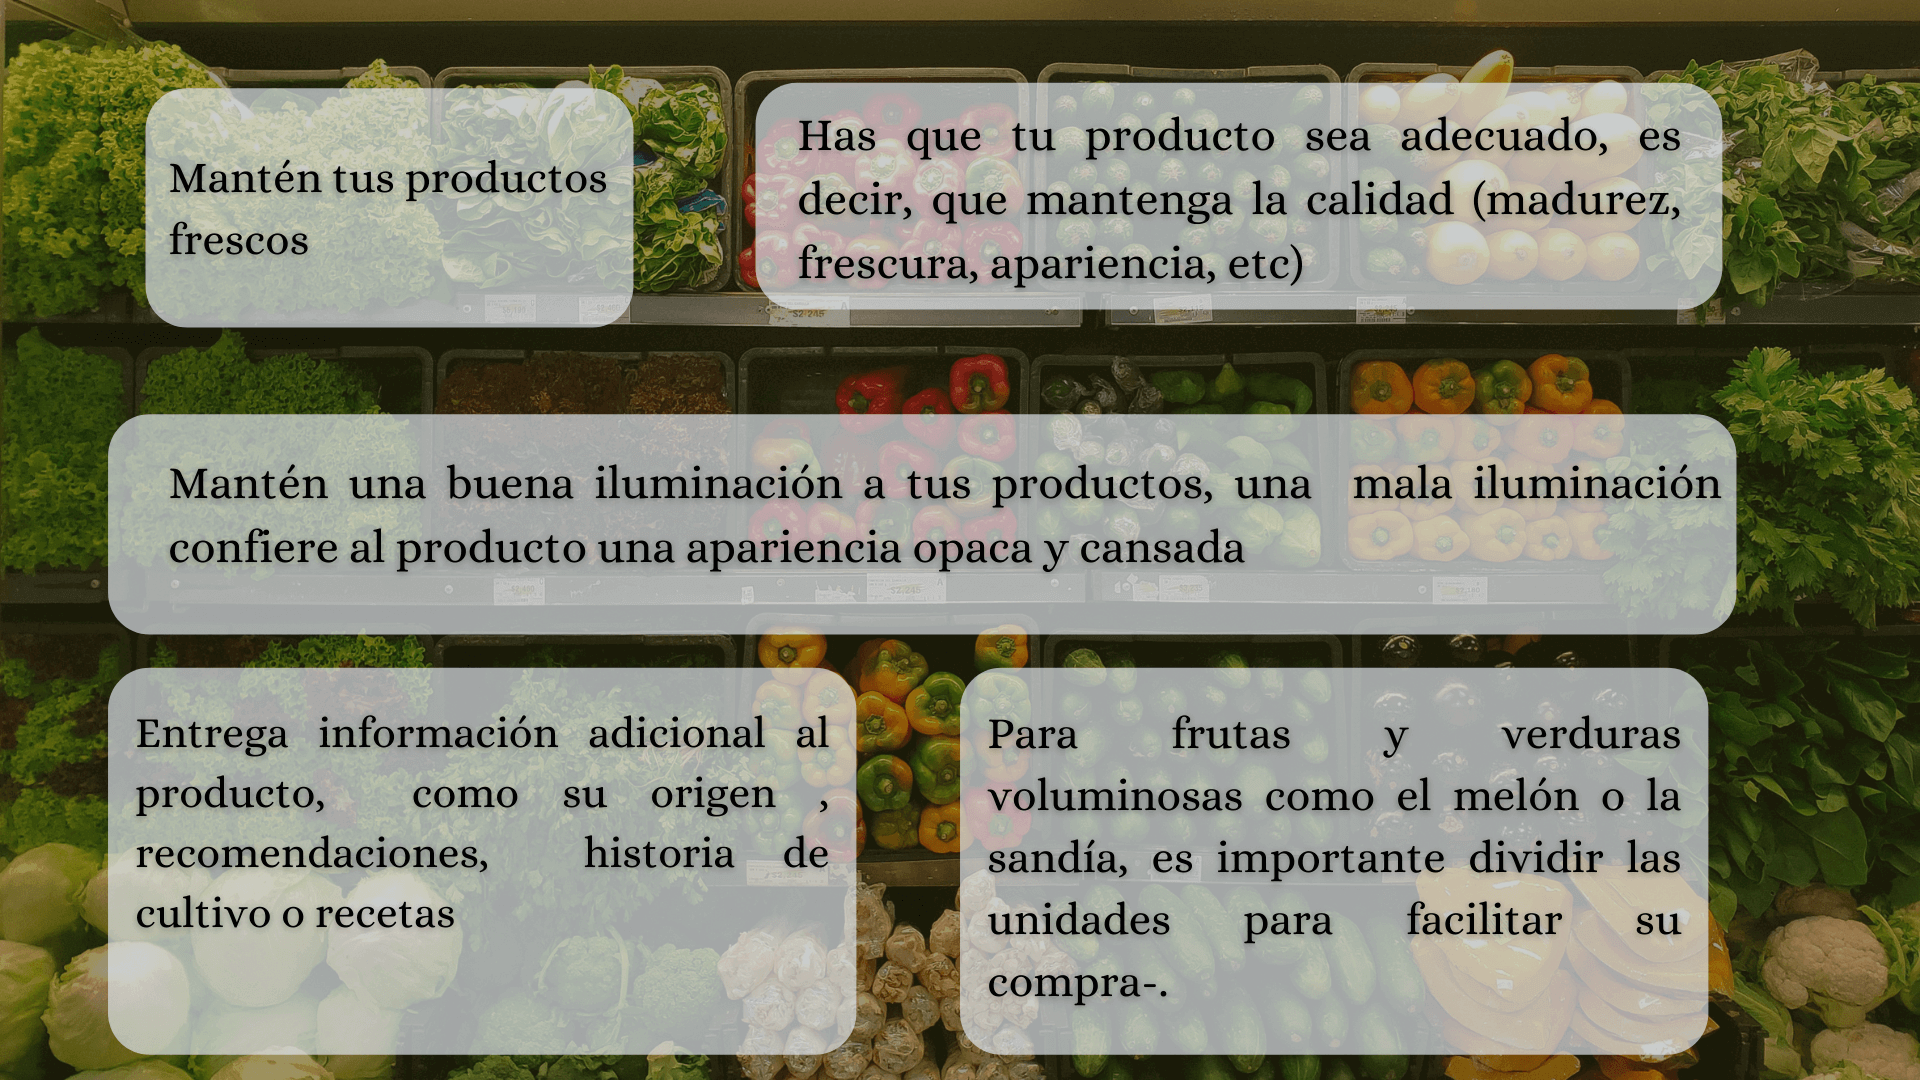 Mantén tus productos
frescos
Has que tu producto sea adecuado, es
decir, que mantenga la calidad (madurez,
frescura, apariencia, etc)
Mantén una buena iluminación a tus productos, una mala iluminación
confiere al producto una apariencia opaca y cansada
Entrega información adicional al
producto, como su origen ,
recomendaciones, historia de
cultivo o recetas
Para frutas y verduras
voluminosas como el melón o la
sandía, es importante dividir las
unidades para facilitar su
compra-.